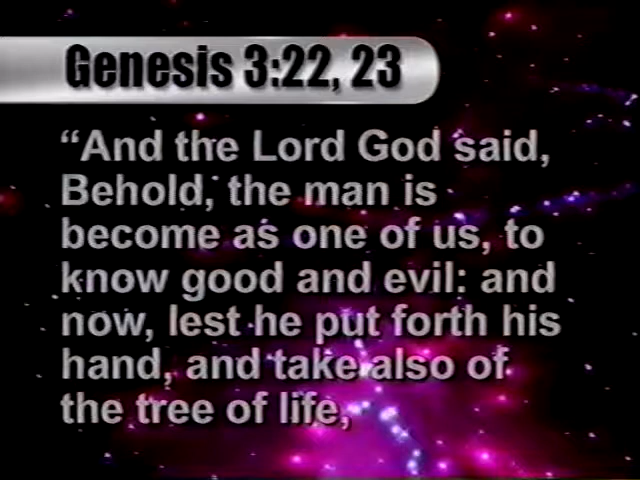 Genesis 3:22, 23
“And the Lord God said,
Behold, the man is
become as one of us, to
know good and evil: and
now, lest he put forth his
hand, and take also of
the tree of life,